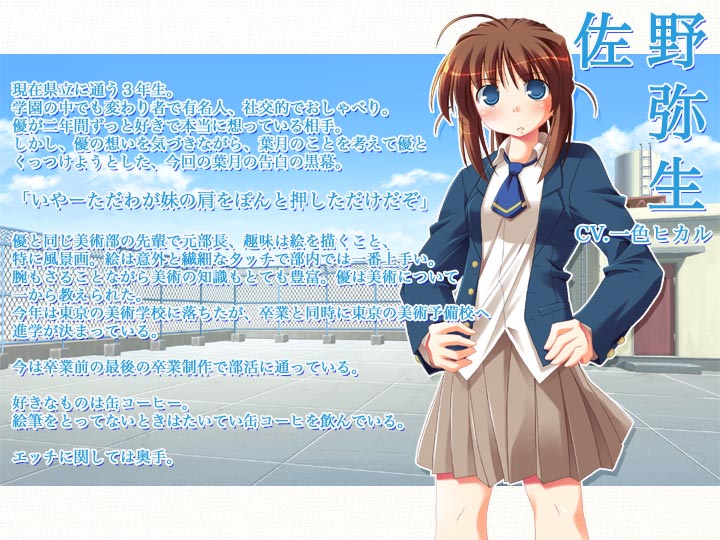 佐野弥生
CV.一色ヒカル
現在県立に通う3年生。
学園の中でも変わり者で有名人、社交的でおしゃべり。
優が二年間ずっと好きで本当に想っている相手。
しかし、優の想いを気づきながら、葉月のことを考えて優と
くっつけようとした、今回の葉月の告白の黒幕。
「いやーただわが妹の肩をぽんと押しただけだぞ」
優と同じ美術部の先輩で元部長、趣味は絵を描くこと、
特に風景画、絵は意外と繊細なタッチで部内では一番上手い。
腕もさることながら美術の知識もとても豊富。優は美術について
一から教えられた。
今年は東京の美術学校に落ちたが、卒業と同時に東京の美術予備校へ
進学が決まっている。
今は卒業前の最後の卒業制作で部活に通っている。
好きなものは缶コーヒー。
絵筆をとってないときはたいてい缶コーヒを飲んでいる。
エッチに関しては奥手。